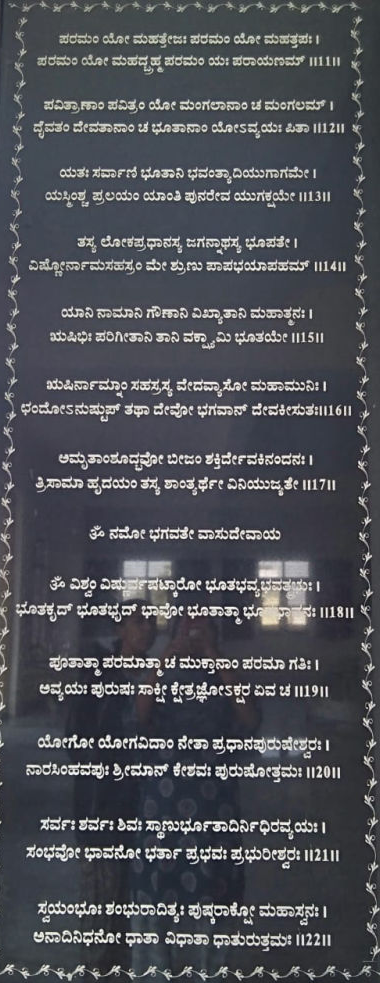 ಪರಮಂ ಯೋ ಮಹತ್ತೇಜಃ ಪರಮಂ ಯೋ ಮಹತ್ತಪಃ ।
ಪರಮಂ ಯೋ ಮಹದ್ಬ್ರಹ್ಮ ಪರಮಂ ಯಃ ಪರಾಯಣಮ್ ॥11॥
ಪವಿತ್ರಾಣಾಂ ಪವಿತ್ರಂ ಯೋ ಮಂಗಲಾನಾಂ ಚ ಮಂಗಲಮ್ ।
ದೈವತಂ ದೇವತಾನಾಂ ಚ ಭೂತಾನಾಂ ಯೋಽವ್ಯಯಃ ಪಿತಾ ॥12॥
ಯತಃ ಸರ್ವಾಣಿ ಭೂತಾನಿ ಭವಂತ್ಯಾದಿಯುಗಾಗಮೇ ।
ಯಸ್ಮಿಂಶ್ಚ ಪ್ರಲಯಂ ಯಾಂತಿ ಪುನರೇವ ಯುಗಕ್ಷಯೇ ॥13॥
ತಸ್ಯ ಲೋಕಪ್ರಧಾನಸ್ಯ ಜಗನ್ನಾಥಸ್ಯ ಭೂಪತೇ ।
ವಿಷ್ಣೋರ್ನಾಮಸಹಸ್ರಂ ಮೇ ಶ್ರುಣು ಪಾಪಭಯಾಪಹಮ್ ॥14॥
ಯಾನಿ ನಾಮಾನಿ ಗೌಣಾನಿ ವಿಖ್ಯಾತಾನಿ ಮಹಾತ್ಮನಃ ।
ಋಷಿಭಿಃ ಪರಿಗೀತಾನಿ ತಾನಿ ವಕ್ಷ್ಯಾಮಿ ಭೂತಯೇ ॥15॥
ಋಷಿರ್ನಾಮ್ನಾಂ ಸಹಸ್ರಸ್ಯ ವೇದವ್ಯಾಸೋ ಮಹಾಮುನಿಃ ।
ಛಂದೋಽನುಷ್ಟುಪ್ ತಥಾ ದೇವೋ ಭಗವಾನ್ ದೇವಕೀಸುತಃ॥16॥
ಅಮೃತಾಂಶೂದ್ಭವೋ ಬೀಜಂ ಶಕ್ತಿರ್ದೇವಕಿನಂದನಃ ।
ತ್ರಿಸಾಮಾ ಹೃದಯಂ ತಸ್ಯ ಶಾಂತ್ಯರ್ಥೇ ವಿನಿಯುಜ್ಯತೇ ॥17॥
ಓಂ ನಮೋ ಭಗವತೇ ವಾಸುದೇವಾಯ
ಓಂ ವಿಶ್ವಂ ವಿಷ್ಣುರ್ವಷಟ್ಕಾರೋ ಭೂತಭವ್ಯಭವತ್ಪ್ರಭುಃ ।
ಭೂತಕೃದ್ ಭೂತಭೃದ್ ಭಾವೋ ಭೂತಾತ್ಮಾ ಭೂತಭಾವನಃ ॥18॥
ಪೂತಾತ್ಮಾ ಪರಮಾತ್ಮಾ ಚ ಮುಕ್ತಾನಾಂ ಪರಮಾ ಗತಿಃ ।
ಅವ್ಯಯಃ ಪುರುಷಃ ಸಾಕ್ಷೀ ಕ್ಷೇತ್ರಜ್ಞೋಽಕ್ಷರ ಏವ ಚ ॥19॥
ಯೋಗೋ ಯೋಗವಿದಾಂ ನೇತಾ ಪ್ರಧಾನಪುರುಷೇಶ್ವರಃ ।
ನಾರಸಿಂಹವಪುಃ ಶ್ರೀಮಾನ್ ಕೇಶವಃ ಪುರುಷೋತ್ತಮಃ ॥20॥
ಸರ್ವಃ ಶರ್ವಃ ಶಿವಃ ಸ್ಥಾಣುರ್ಭೂತಾದಿರ್ನಿಧಿರವ್ಯಯಃ ।
ಸಂಭವೋ ಭಾವನೋ ಭರ್ತಾ ಪ್ರಭವಃ ಪ್ರಭುರೀಶ್ವರಃ ॥21॥
ಸ್ವಯಂಭೂಃ ಶಂಭುರಾದಿತ್ಯಃ ಪುಷ್ಕರಾಕ್ಷೋ ಮಹಾಸ್ವನಃ ।
ಅನಾದಿನಿಧನೋ ಧಾತಾ ವಿಧಾತಾ ಧಾತುರುತ್ತಮಃ ॥22॥